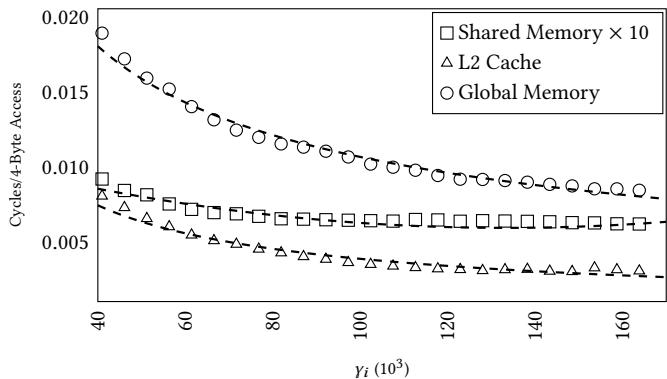 0.020
Shared Memory × 10
L2 Cache
Global Memory
0.015
0.010
0.005
Cycles/4-Byte Access
40
60
80
100
120
140
160
γi (10³)